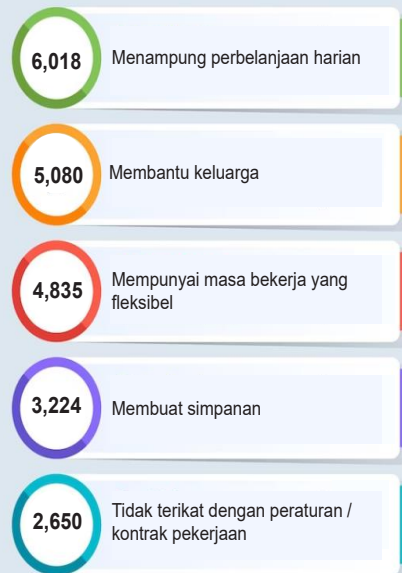 6,018
Menampung perbelanjaan harian
5,080
Membantu keluarga
4,835
Mempunyai masa bekerja yang
fleksibel
3,224
Membuat simpanan
2,650
Tidak terikat dengan peraturan /
kontrak pekerjaan